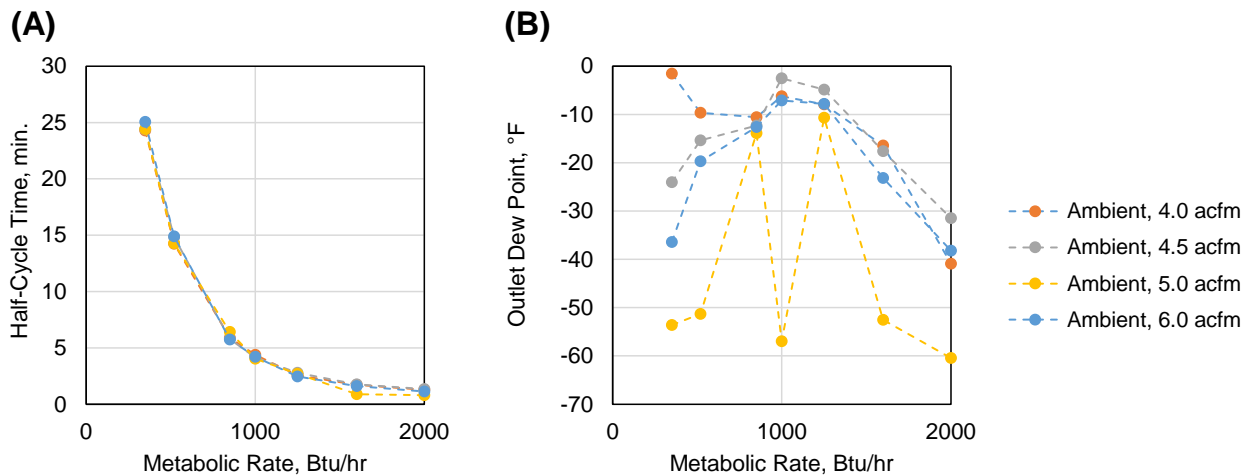 (A)
30
25
20
15
10
5
0
0
1000
2000
Half-Cycle Time, min.
Metabolic Rate, Btu/hr
(B)
0
-10
-20
-30
-40
-50
-60
-70
0
1000
2000
Outlet Dew Point, °F
Metabolic Rate, Btu/hr
Ambient, 4.0 acfm
Ambient, 4.5 acfm
Ambient, 5.0 acfm
Ambient, 6.0 acfm